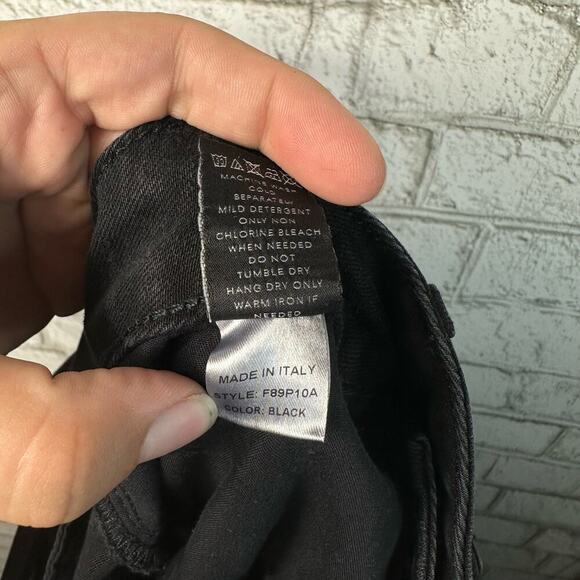 MACHINE WASH
COLD
SEPARATELY
MILD DETERGENT
ONLY NON
CHLORINE BLEACH
WHEN NEEDED
DO NOT
TUMBLE DRY
HANG DRY ONLY
WARM IRON IF
NEEDED
MADE IN ITALY
STYLE: F89P10A
COLOR: BLACK